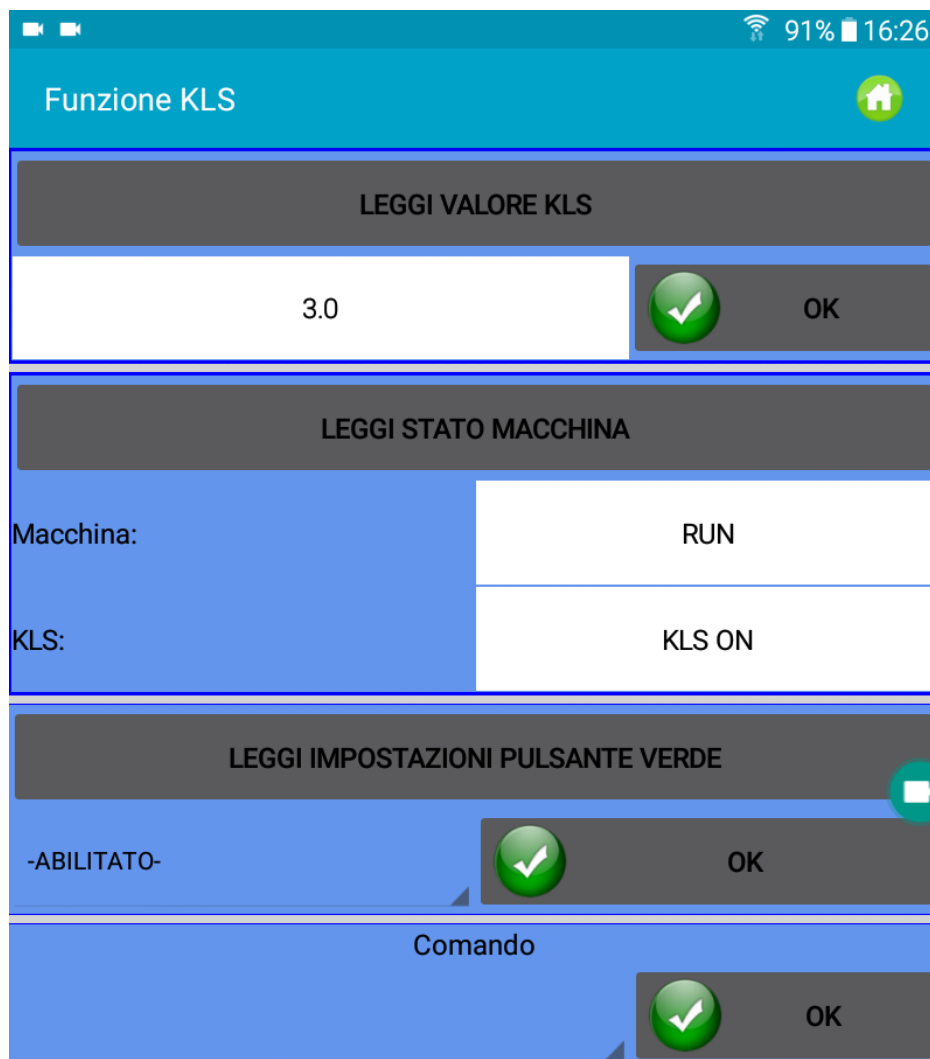 91% 16:26
Funzione KLS
LEGGI VALORE KLS
3.0 OK
LEGGI STATO MACCHINA
Macchina: RUN
KLS: KLS ON
LEGGI IMPOSTAZIONI PULSANTE VERDE
-ABILITATO- OK
Comando
OK